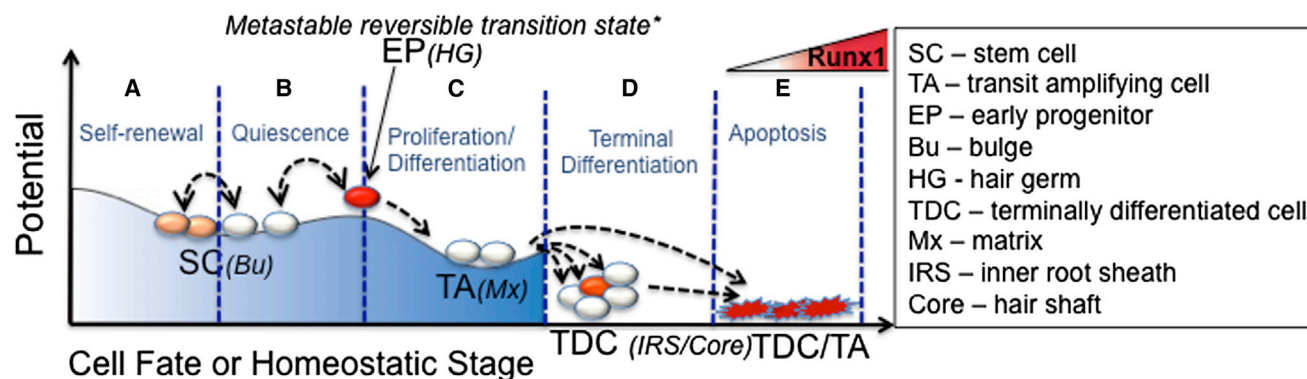 Metastable reversible transition state*
EP(HG)
Runx1
A
B
C
D
E
Self-renewal
Quiescence
Proliferation/
Differentiation
Terminal
Differentiation
Apoptosis
Potential
SC(Bu)
TA(Mx)
TDC (IRS/Core)
TDC/TA
Cell Fate or Homeostatic Stage
SC – stem cell
TA – transit amplifying cell
EP – early progenitor
Bu – bulge
HG - hair germ
TDC – terminally differentiated cell
Mx – matrix
IRS – inner root sheath
Core – hair shaft